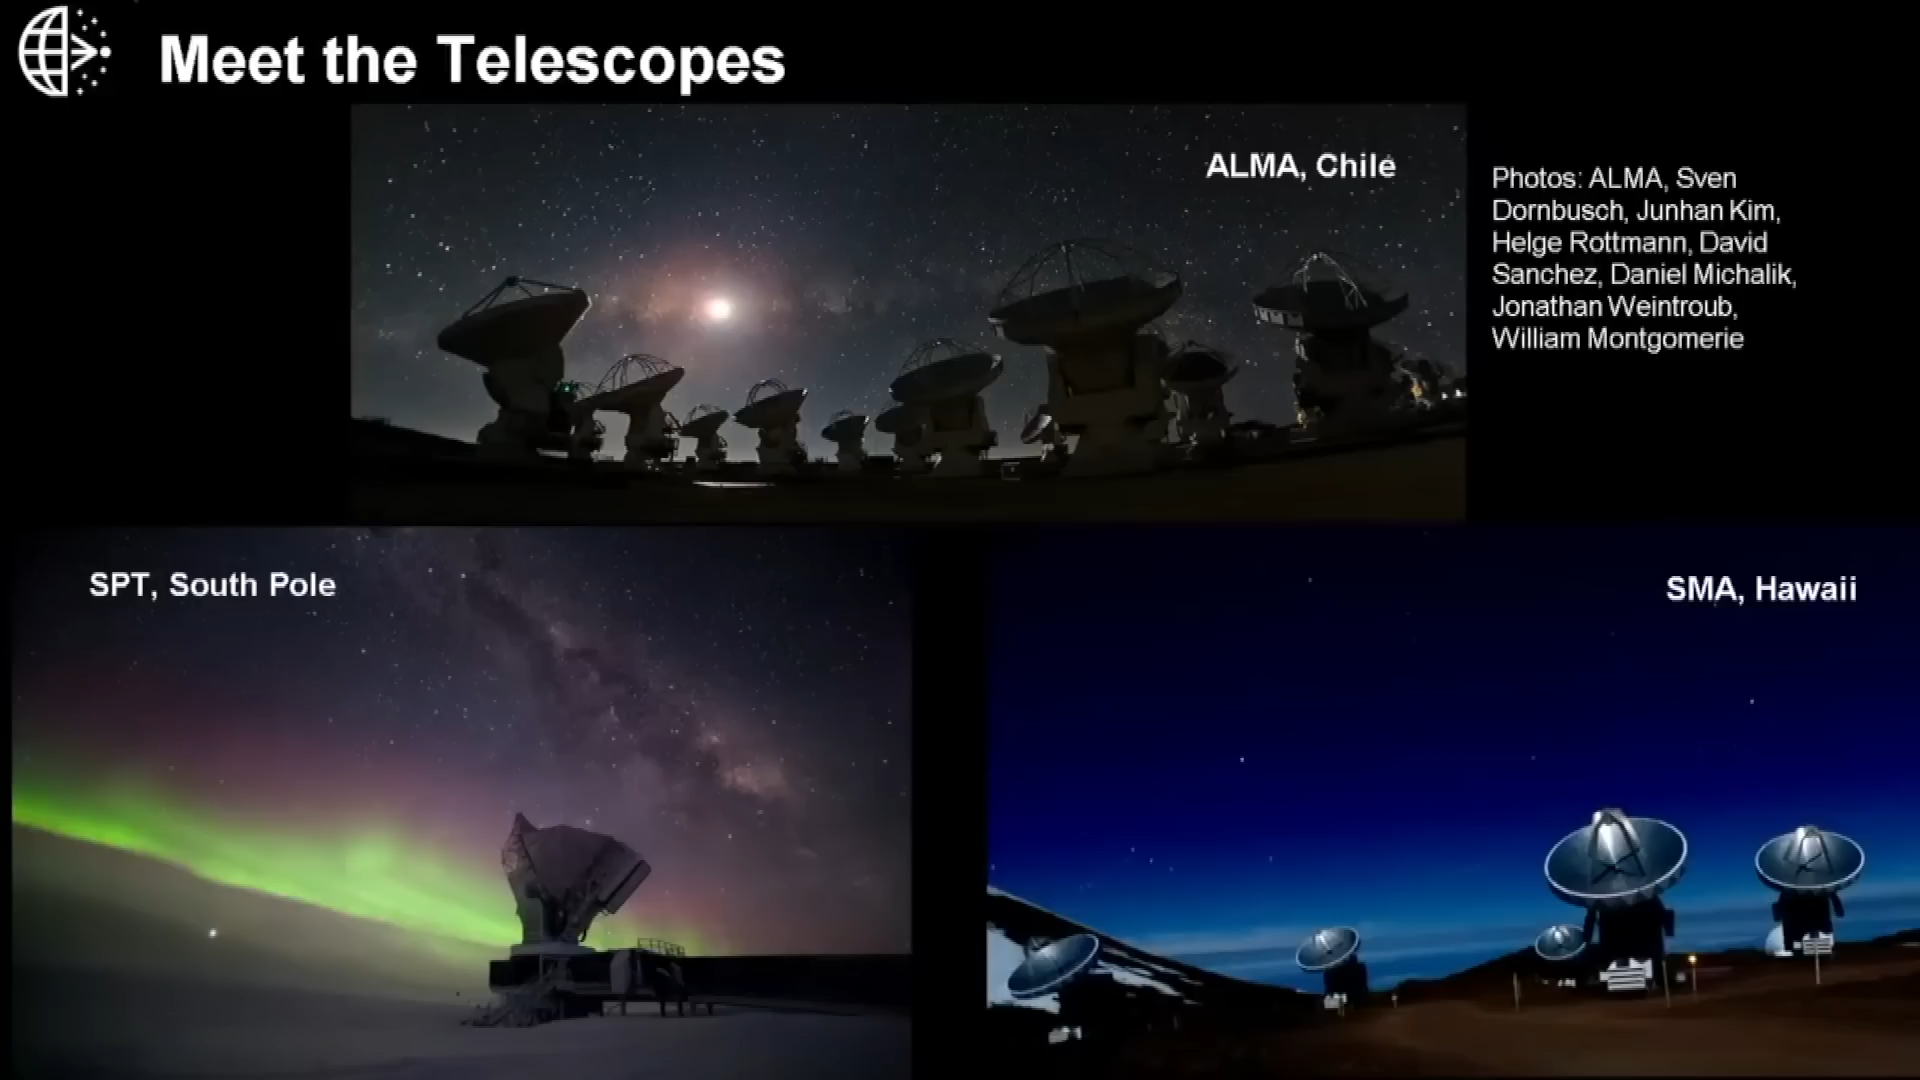 Meet the Telescopes
ALMA, Chile
Photos: ALMA, Sven
Dornbusch, Junhan Kim,
Helge Rottmann, David
Sanchez, Daniel Michalik,
Jonathan Weintroub,
William Montgomerie
SPT, South Pole
SMA, Hawaii